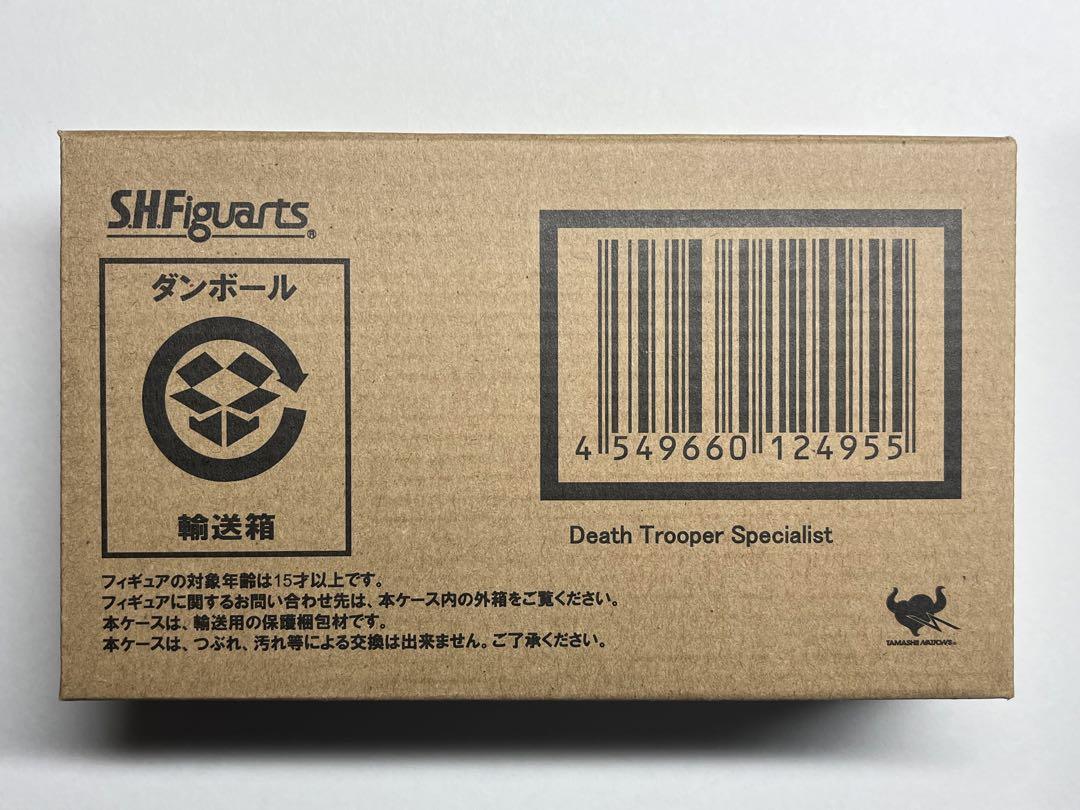 S.H.Figuarts®
ダンボール
輸送箱
4 549660 124955
Death Trooper Specialist
フィギュアの対象年齢は15才以上です。
フィギュアに関するお問い合わせ先は、本ケース内の外箱をご覧ください。
本ケースは、輸送用の保護梱包材です。
本ケースは、つぶれ、汚れ等による交換は出来ません。ご了承ください。
TAMASHII NATIONS